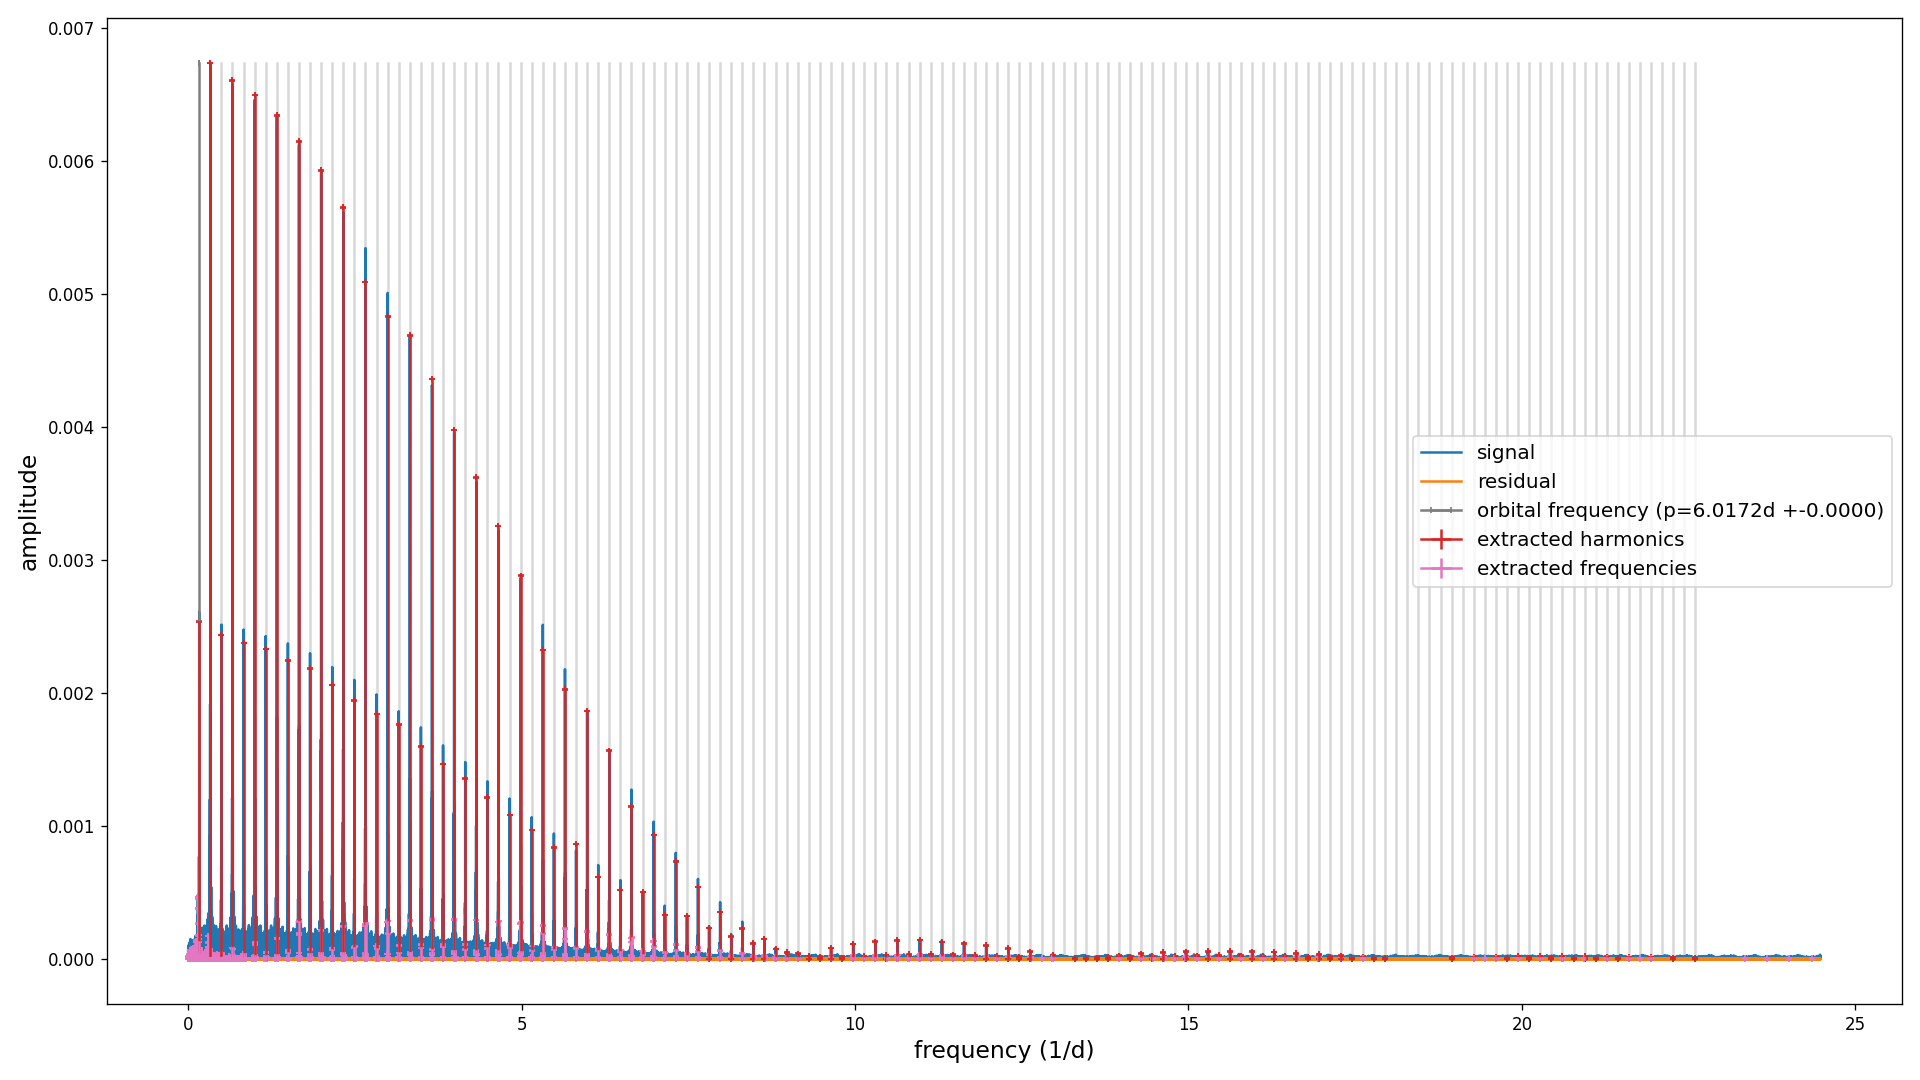 0.007
0.006
0.005
0.004
0.003
0.002
0.001
0.000
amplitude
signal
residual
orbital frequency (p=6.0172d +-0.0000)
extracted harmonics
extracted frequencies
0 5 10 15 20 25
frequency (1/d)